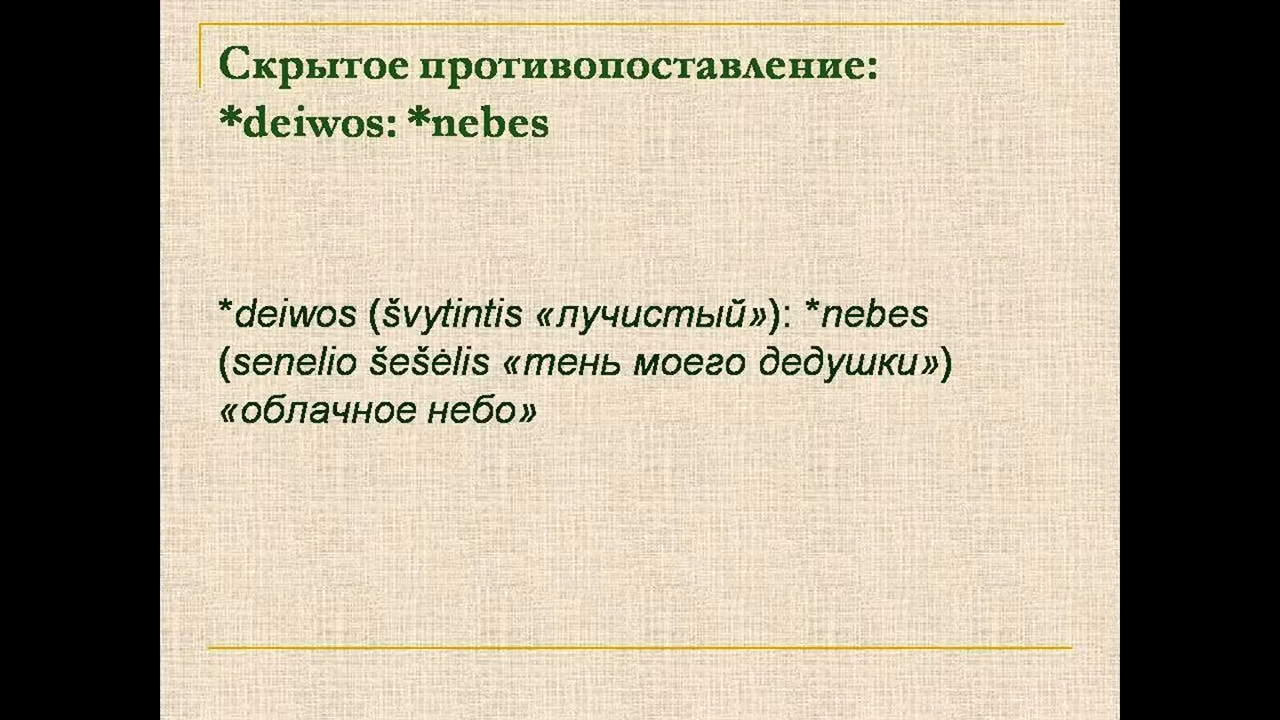 Скрытое противопоставление:
*deiwos: *nebes
*deiwos (švytintis «лучистый»): *nebes
(senelio šešėlis «тень моего дедушки»)
«облачное небо»